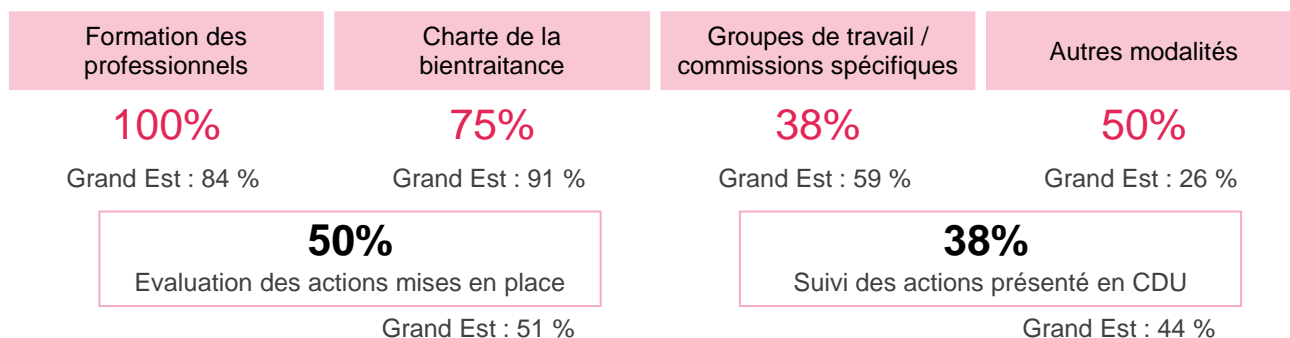 Formation des
professionnels
Charte de la
bientraitance
Groupes de travail /
commissions spécifiques
Autres modalités
100%
75%
38%
50%
Grand Est : 84 %
Grand Est : 91 %
Grand Est : 59 %
Grand Est : 26 %
50%
Evaluation des actions mises en place
38%
Suivi des actions présenté en CDU
Grand Est : 51 %
Grand Est : 44 %